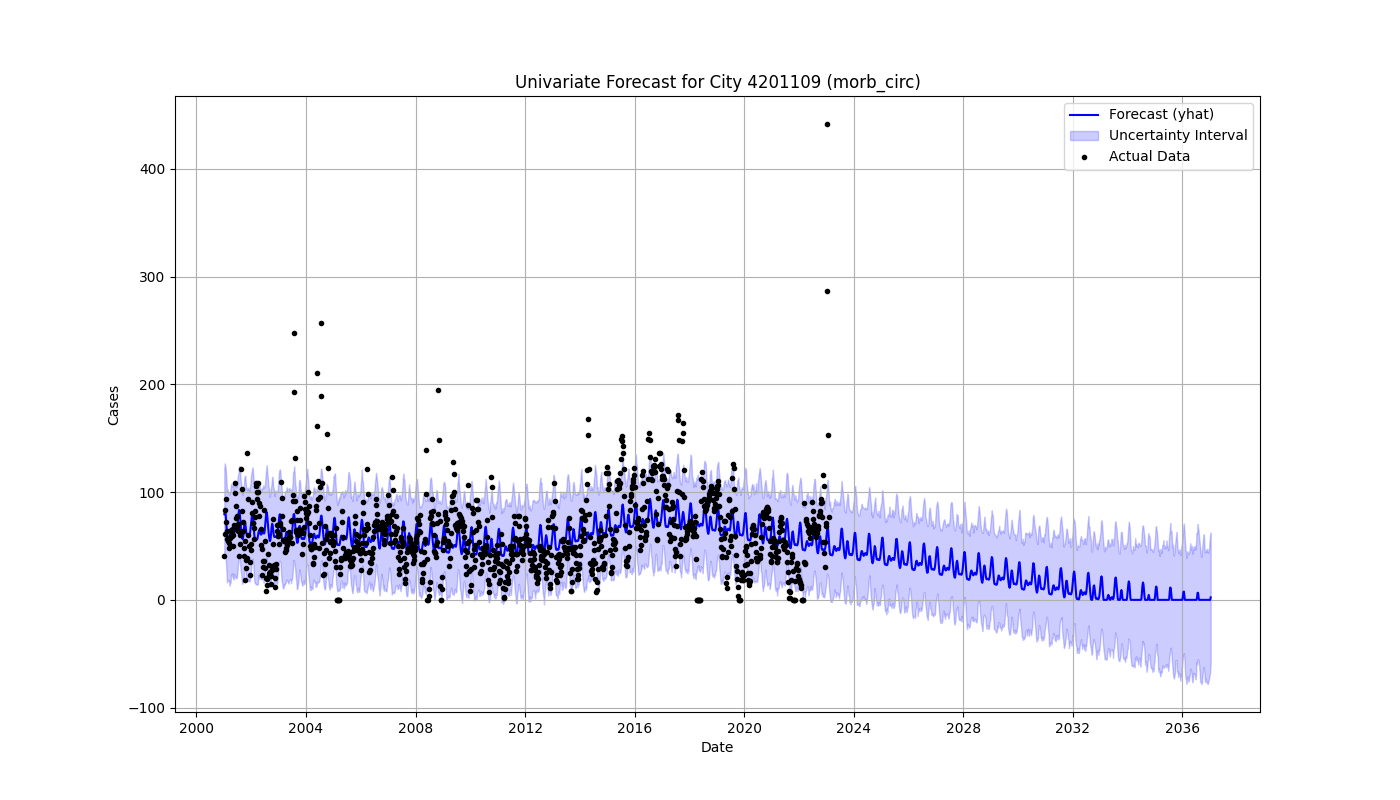 Univariate Forecast for City 4201109 (morb_circ)
Forecast (yhat)
Uncertainty Interval
Actual Data
Cases
400
300
200
100
0
−100
2000 2004 2008 2012 2016 2020 2024 2028 2032 2036
Date